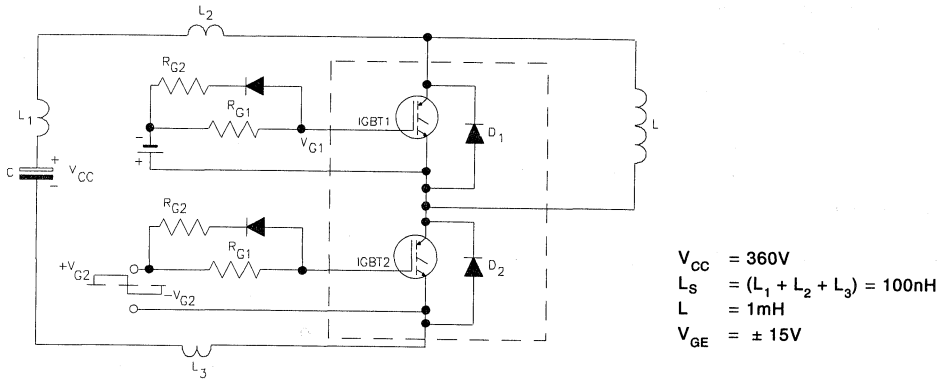 L2
RG2
RG1
L1
IGBT1
VG1
D1
L
-
+
+
-
C
VCC
RG2
RG1
IGBT2
D2
+VG2
-VG2
L3
VCC = 360V
LS = (L1 + L2 + L3) = 100nH
L = 1mH
VGE = ± 15V